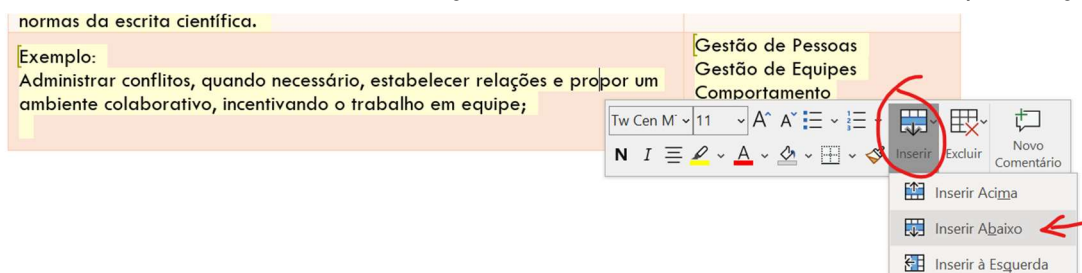 normas da escrita científica.
Exemplo:
Administrar conflitos, quando necessário, estabelecer relações e propor um
ambiente colaborativo, incentivando o trabalho em equipe;
Gestão de Pessoas
Gestão de Equipes
Comportamento
Tw Cen M 11 A A
N I A
Inserir Excluir Novo
Comentário
Inserir Acima
Inserir Abaixo
Inserir à Esquerda